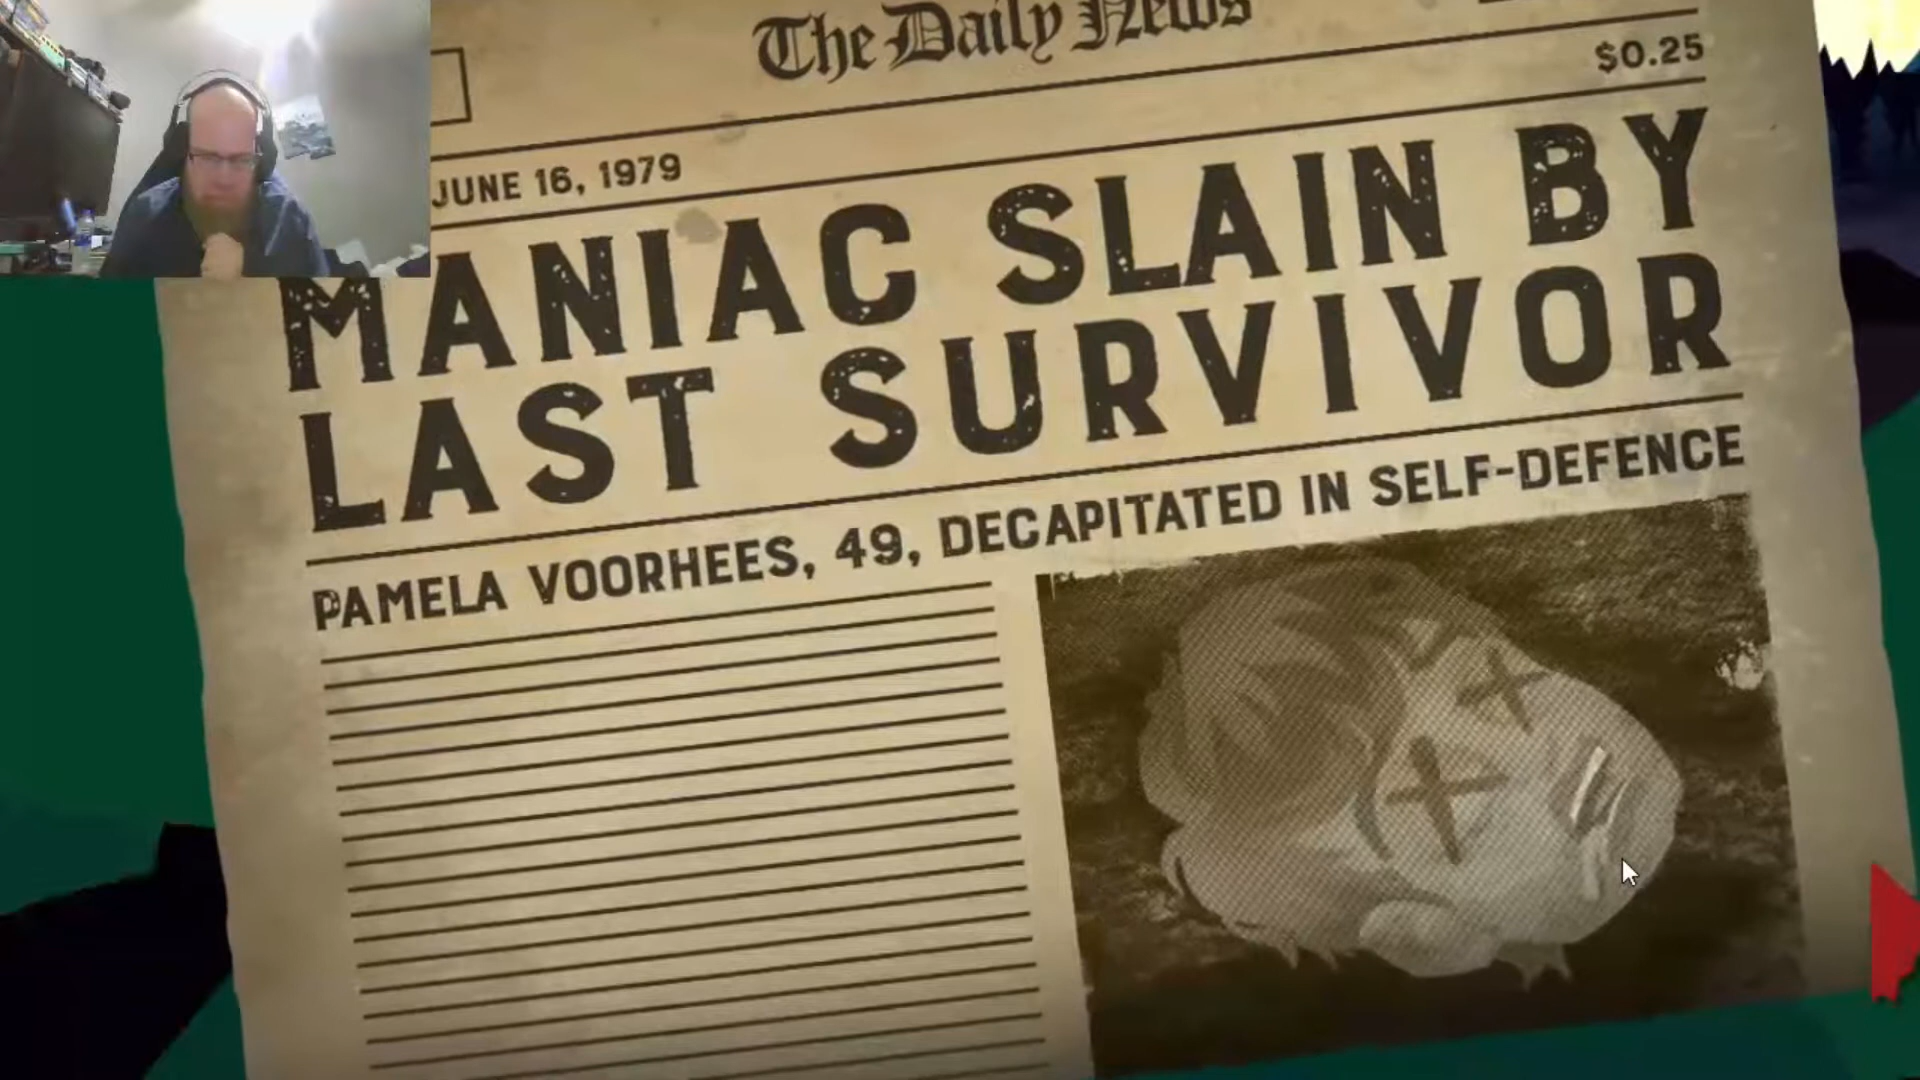 The Daily News
$0.25
JUNE 16, 1979
MANIAC SLAIN BY
LAST SURVIVOR
PAMELA VOORHEES, 49, DECAPITATED IN SELF-DEFENCE